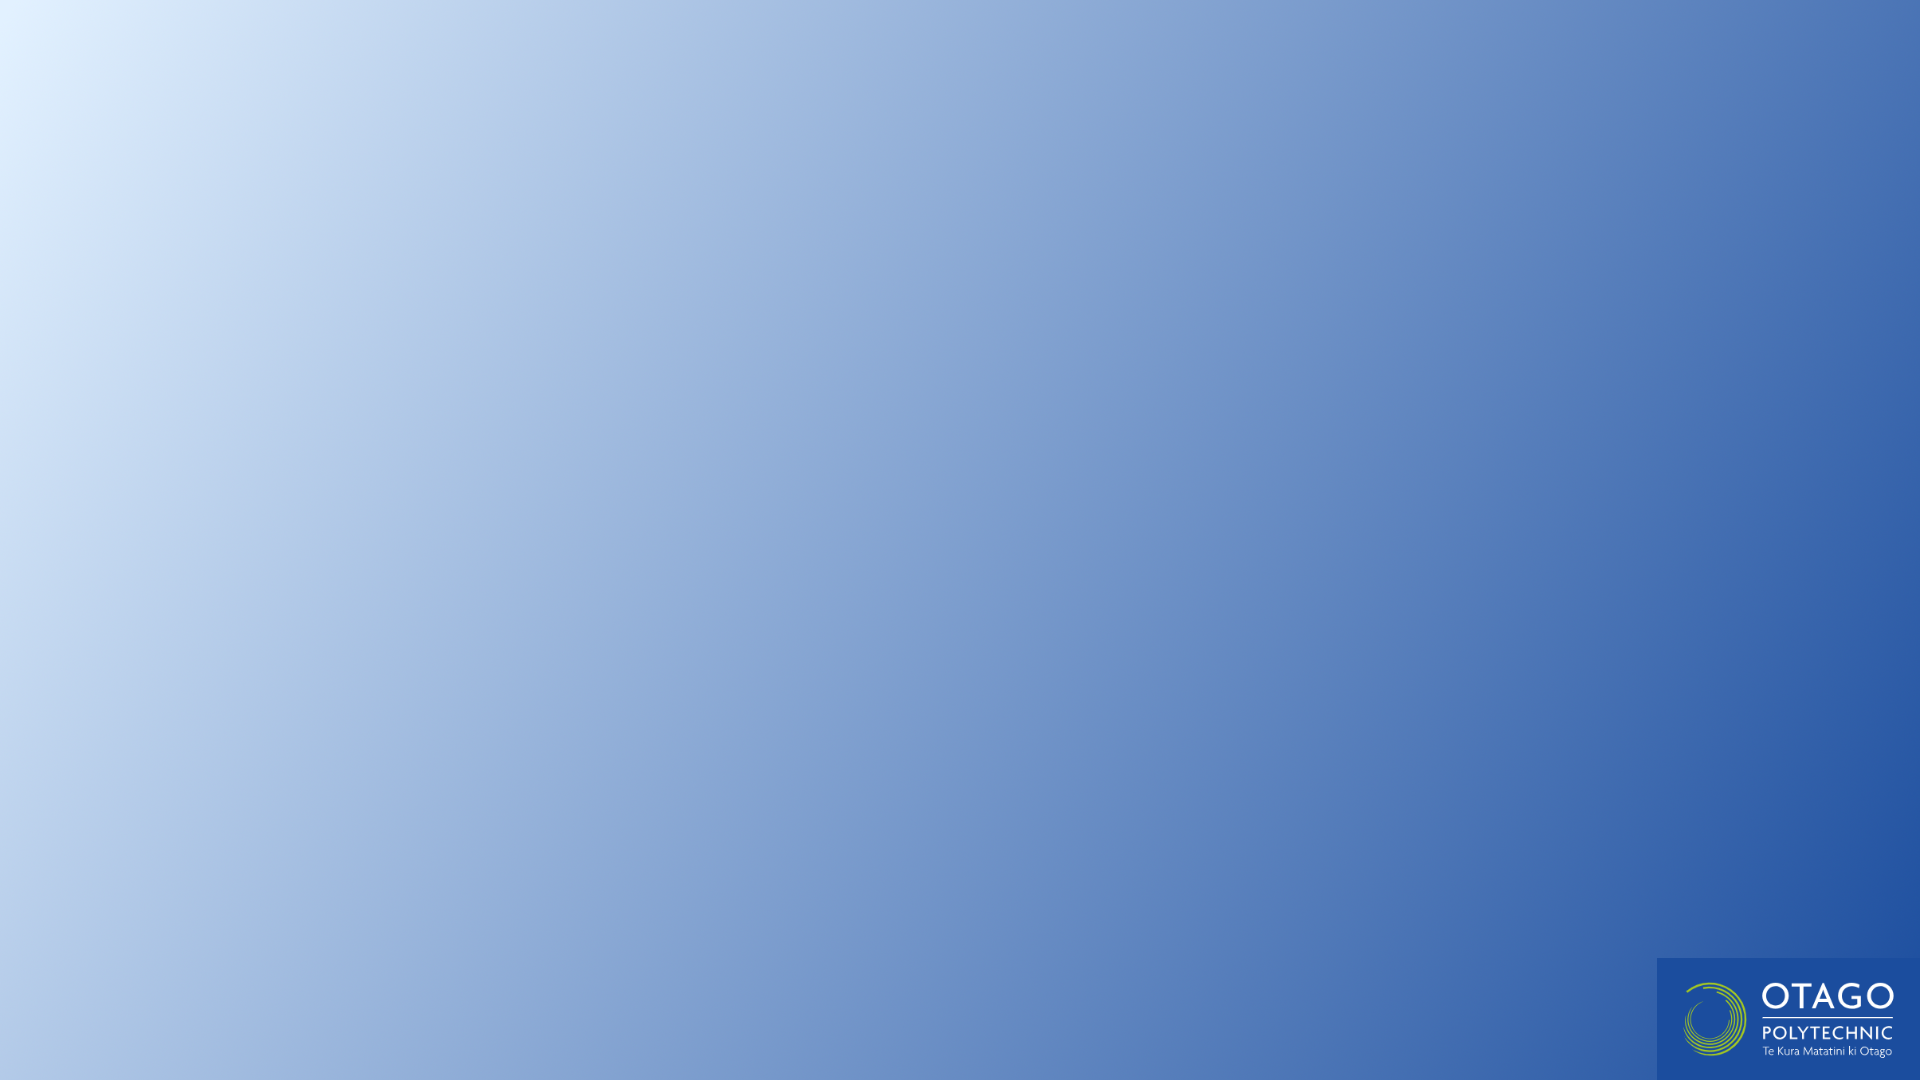 OTAGO
POLYTECHNIC
Te Kura Matatini ki Otago